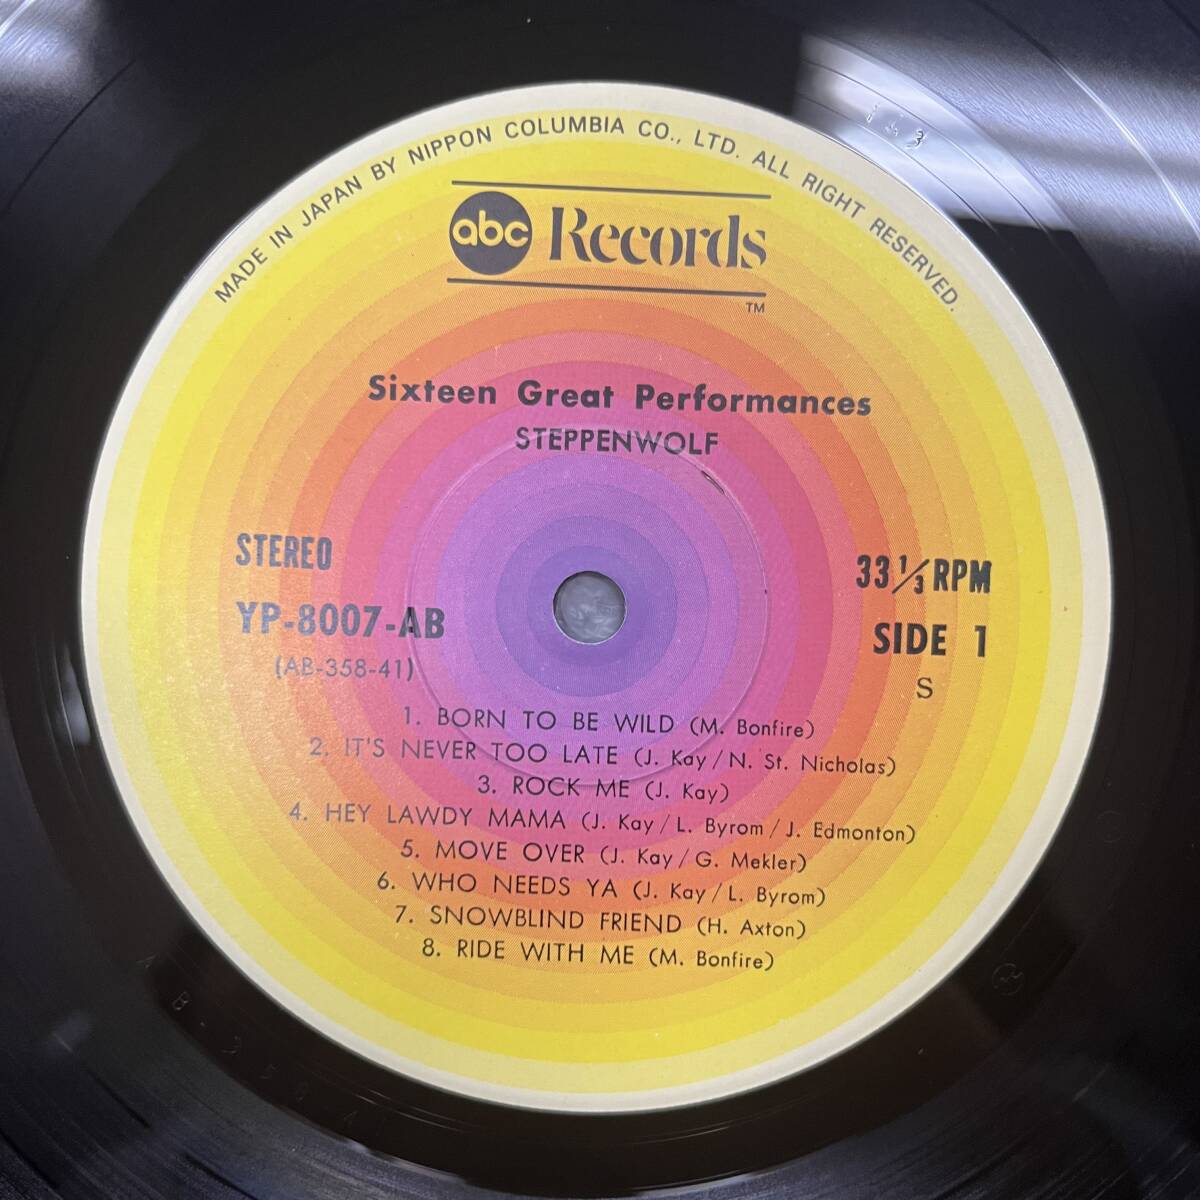 MADE IN JAPAN BY NIPPON COLUMBIA CO., LTD. ALL RIGHT RESERVED.
abc Records
TM
Sixteen Great Performances
STEPPENWOLF
STEREO
YP-8007-AB
(AB-358-41)
33 1/3 RPM
SIDE 1
S
1. BORN TO BE WILD (M. Bonfire)
2. IT'S NEVER TOO LATE (J. Kay / N. St. Nicholas)
3. ROCK ME (J. Kay)
4. HEY LAWDY MAMA (J. Kay / L. Byrom / J. Edmonton)
5. MOVE OVER (J. Kay / G. Mekler)
6. WHO NEEDS YA (J. Kay / L. Byrom)
7. SNOWBLIND FRIEND (H. Axton)
8. RIDE WITH ME (M. Bonfire)